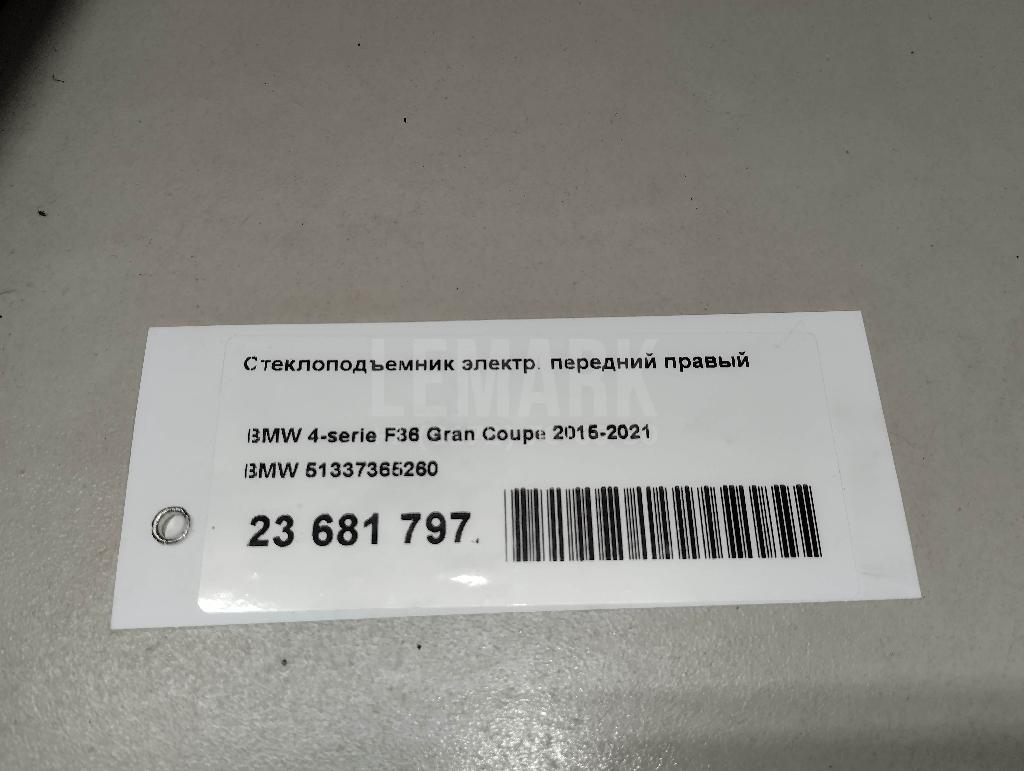 Стеклоподъемник электр. передний правый
LEMARK
BMW 4-serie F36 Gran Coupe 2015-2021
BMW 51337365260
23 681 797